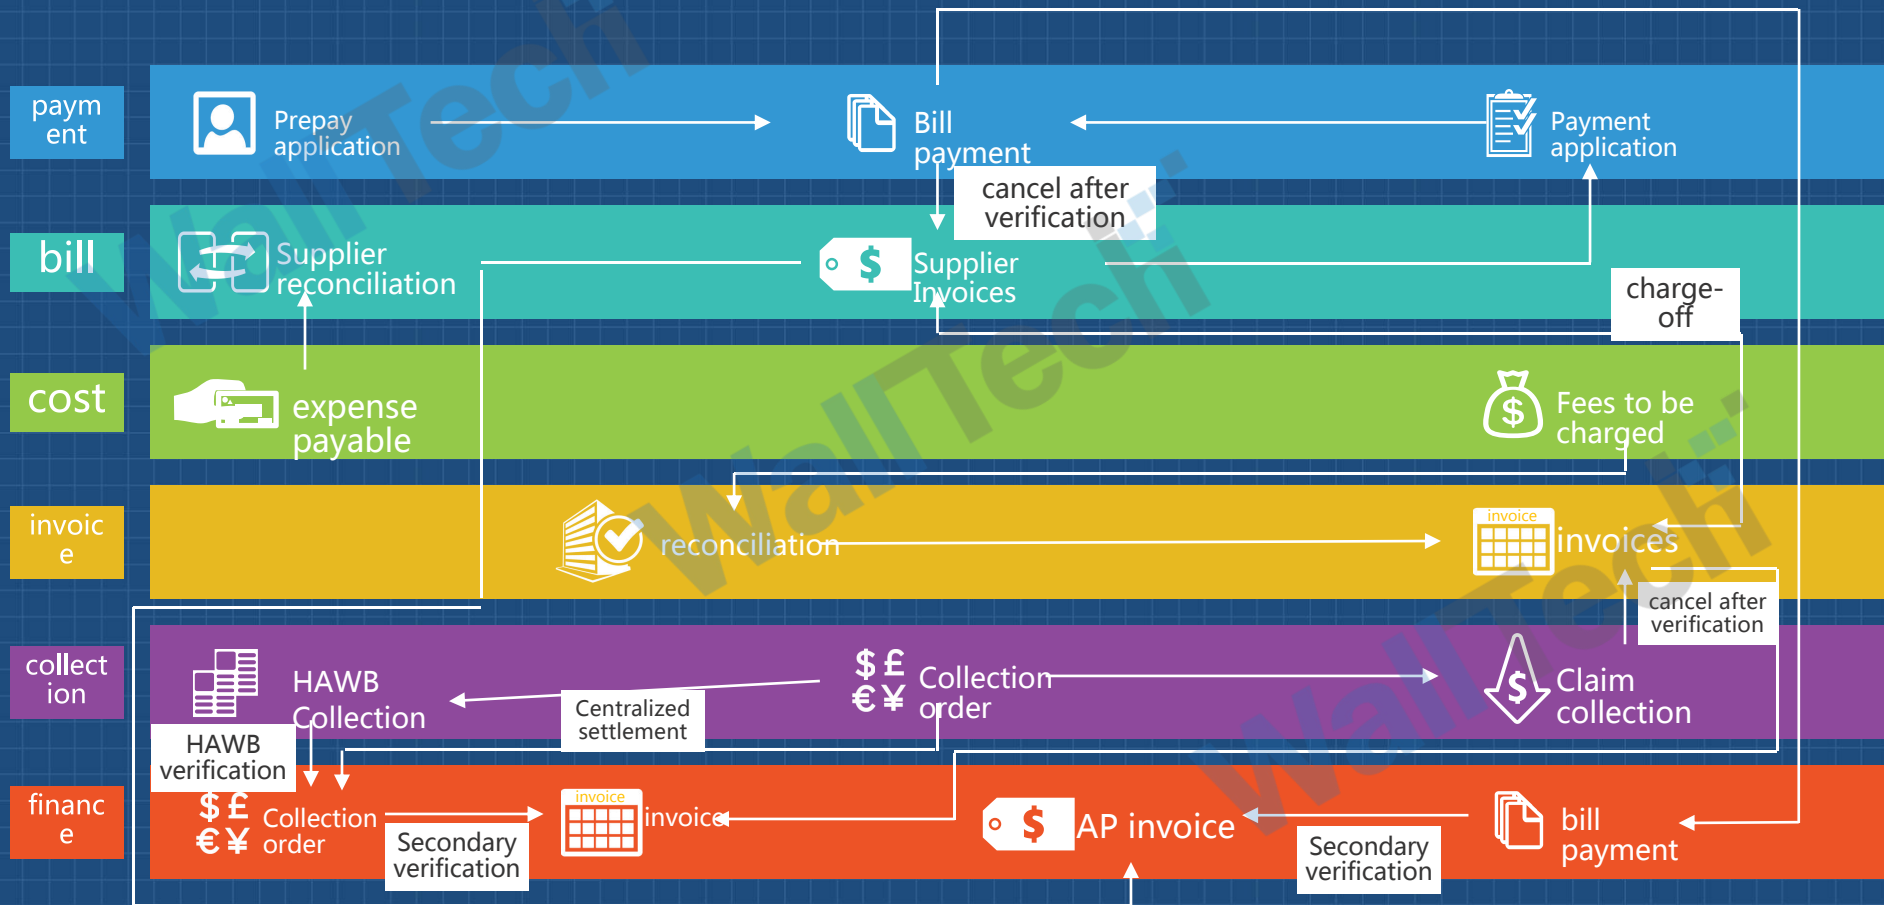 paym
ent
Prepay
application
Bill
payment
Payment
application
cancel after
verification
bill
Supplier
reconciliation
$
Supplier
Invoices
charge-
off
cost
expense
payable
$
Fees to be
charged
invoic
e
reconciliation
invoice
invoices
cancel after
verification
collect
ion
HAWB
Collection
$ £
€ ¥
Collection
order
$
Claim
collection
Centralized
settlement
HAWB
verification
financ
e
$ £
€ ¥
Collection
order
Secondary
verification
invoice
invoice
$
AP invoice
Secondary
verification
bill
payment
WallTech
WallTech
WallTech